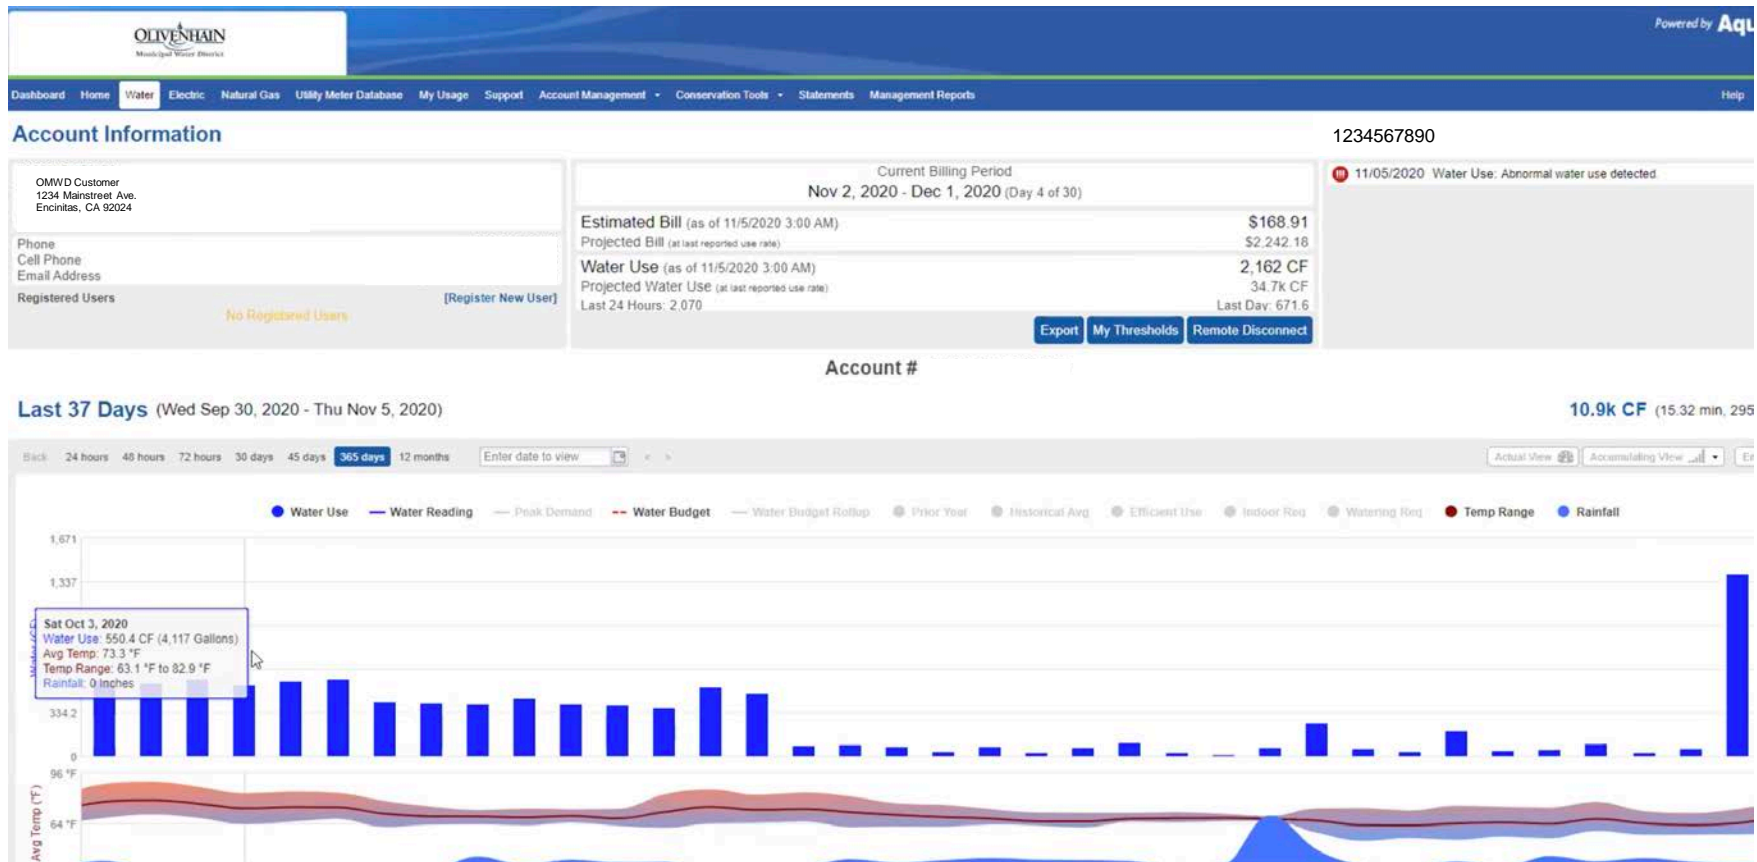 OLIVENHAIN
Municipal Water District
Powered by Aqu
Dashboard Home Water Electric Natural Gas Utility Meter Database My Usage Support Account Management Conservation Tools Statements Management Reports Help
Account Information
1234567890
OMWD Customer
1234 Mainstreet Ave.
Encinitas, CA 92024
Phone
Cell Phone
Email Address
Registered Users [Register New User]
No Registered Users
Current Billing Period
Nov 2, 2020 - Dec 1, 2020 (Day 4 of 30)
Estimated Bill (as of 11/5/2020 3:00 AM) $168.91
Projected Bill (at last reported use rate) $2,242.18
Water Use (as of 11/5/2020 3:00 AM) 2,162 CF
Projected Water Use (at last reported use rate) 34.7k CF
Last 24 Hours: 2,070 Last Day: 671.6
Export My Thresholds Remote Disconnect
11/05/2020 Water Use: Abnormal water use detected.
Account #
Last 37 Days (Wed Sep 30, 2020 - Thu Nov 5, 2020) 10.9k CF (15.32 min, 295
Back 24 hours 48 hours 72 hours 30 days 45 days 365 days 12 months Enter date to view Actual View Accumulating View En
Water Use Water Reading Peak Demand Water Budget Water Budget Rollup Prior Year Historical Avg Efficient Use Indoor Req Watering Req Temp Range Rainfall
1,671
1,337
Sat Oct 3, 2020
Water Use: 550.4 CF (4,117 Gallons)
Avg Temp: 73.3 °F
Temp Range: 63.1 °F to 82.9 °F
Rainfall: 0 Inches
334.2
0
96 °F
64 °F
Avg Temp (°F)